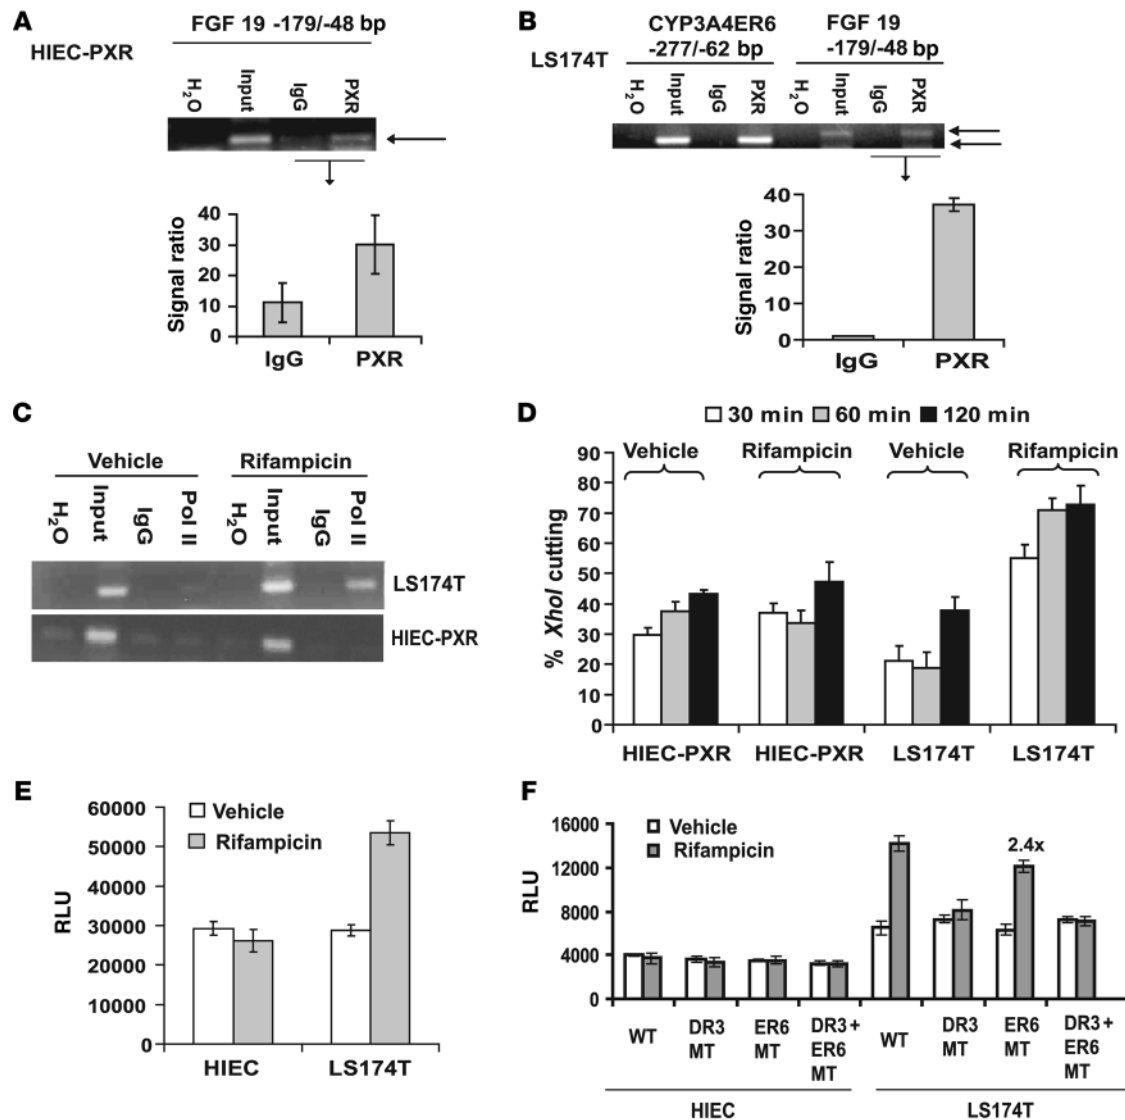 A
FGF 19 -179/-48 bp
HIEC-PXR
H2O
Input
IgG
PXR
Signal ratio
40
30
20
10
0
IgG
PXR
B
CYP3A4ER6
-277/-62 bp
FGF 19
-179/-48 bp
LS174T
H2O
Input
IgG
PXR
H2O
Input
IgG
PXR
Signal ratio
40
30
20
10
0
IgG
PXR
C
Vehicle
Rifampicin
H2O
Input
IgG
Pol II
H2O
Input
IgG
Pol II
LS174T
HIEC-PXR
D
30 min
60 min
120 min
% XhoI cutting
90
80
70
60
50
40
30
20
10
0
Vehicle
Rifampicin
Vehicle
Rifampicin
HIEC-PXR
HIEC-PXR
LS174T
LS174T
E
Vehicle
Rifampicin
RLU
60000
50000
40000
30000
20000
10000
0
HIEC
LS174T
F
Vehicle
Rifampicin
RLU
16000
12000
8000
4000
0
2.4x
WT
DR3
MT
ER6
MT
DR3 +
ER6
MT
WT
DR3
MT
ER6
MT
DR3 +
ER6
MT
HIEC
LS174T